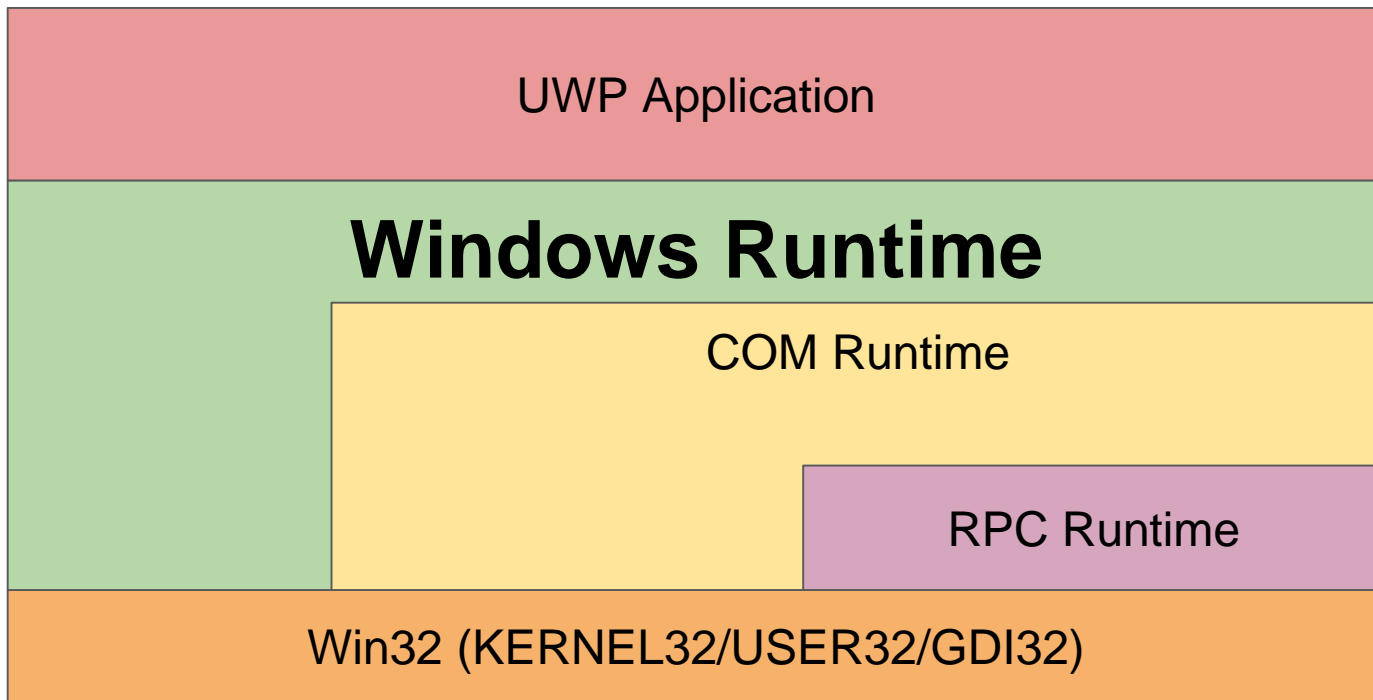 UWP Application
Windows Runtime
COM Runtime
RPC Runtime
Win32 (KERNEL32/USER32/GDI32)